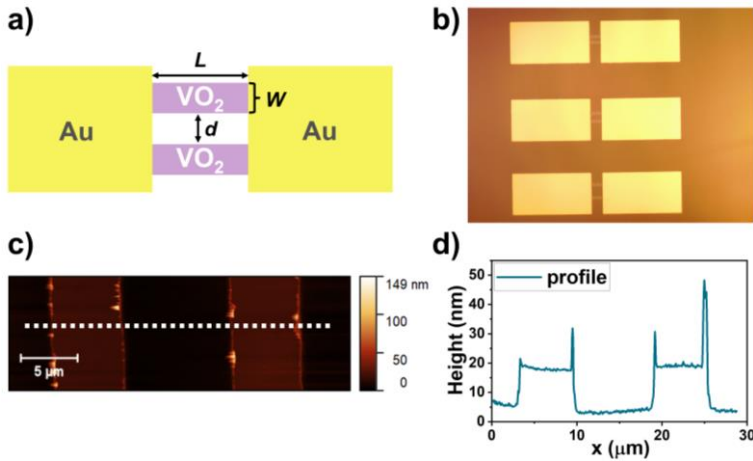 a)
L
VO2
W
Au
d
Au
VO2
b)
c)
149 nm
100
50
0
5 μm
d)
profile
Height (nm)
50
40
30
20
10
0
0
10
20
30
x (μm)